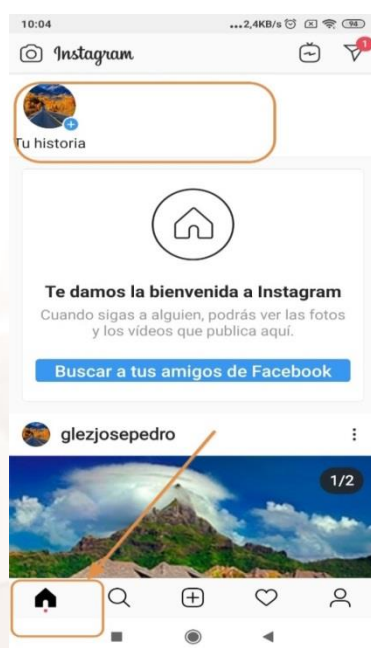 10:04 ...2,4KB/s 94
Instagram 1
Tu historia
Te damos la bienvenida a Instagram
Cuando sigas a alguien, podrás ver las fotos
y los vídeos que publica aquí.
Buscar a tus amigos de Facebook
glezjosepedro
1/2